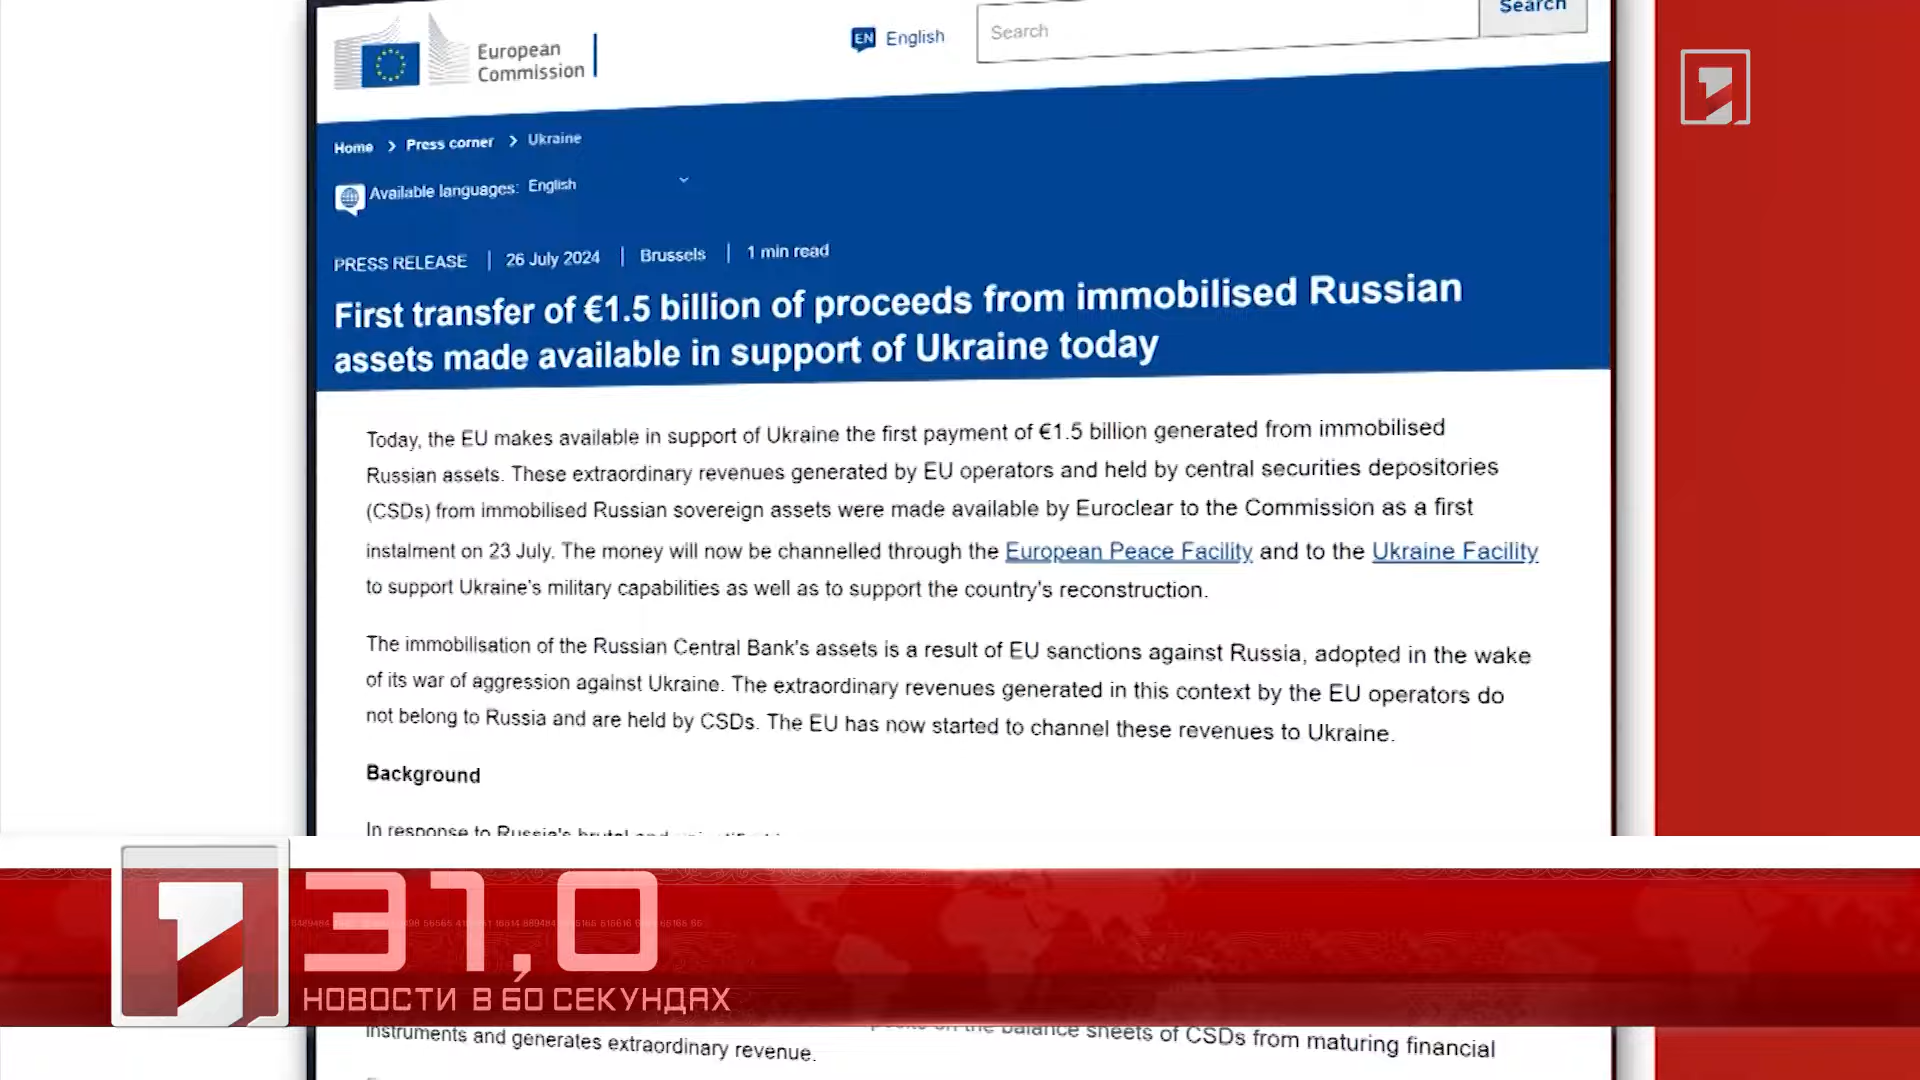 European
Commission
EN English
Search
Search
Home > Press corner > Ukraine
Available languages: English
PRESS RELEASE | 26 July 2024 | Brussels | 1 min read
First transfer of €1.5 billion of proceeds from immobilised Russian
assets made available in support of Ukraine today
Today, the EU makes available in support of Ukraine the first payment of €1.5 billion generated from immobilised
Russian assets. These extraordinary revenues generated by EU operators and held by central securities depositories
(CSDs) from immobilised Russian sovereign assets were made available by Euroclear to the Commission as a first
instalment on 23 July. The money will now be channelled through the European Peace Facility and to the Ukraine Facility
to support Ukraine's military capabilities as well as to support the country's reconstruction.
The immobilisation of the Russian Central Bank's assets is a result of EU sanctions against Russia, adopted in the wake
of its war of aggression against Ukraine. The extraordinary revenues generated in this context by the EU operators do
not belong to Russia and are held by CSDs. The EU has now started to channel these revenues to Ukraine.
Background
In response to Russia's brutal and
31,0
НОВОСТИ В 60 СЕКУНДАХ
on the balance sheets of CSDs from maturing financial
instruments and generates extraordinary revenue.